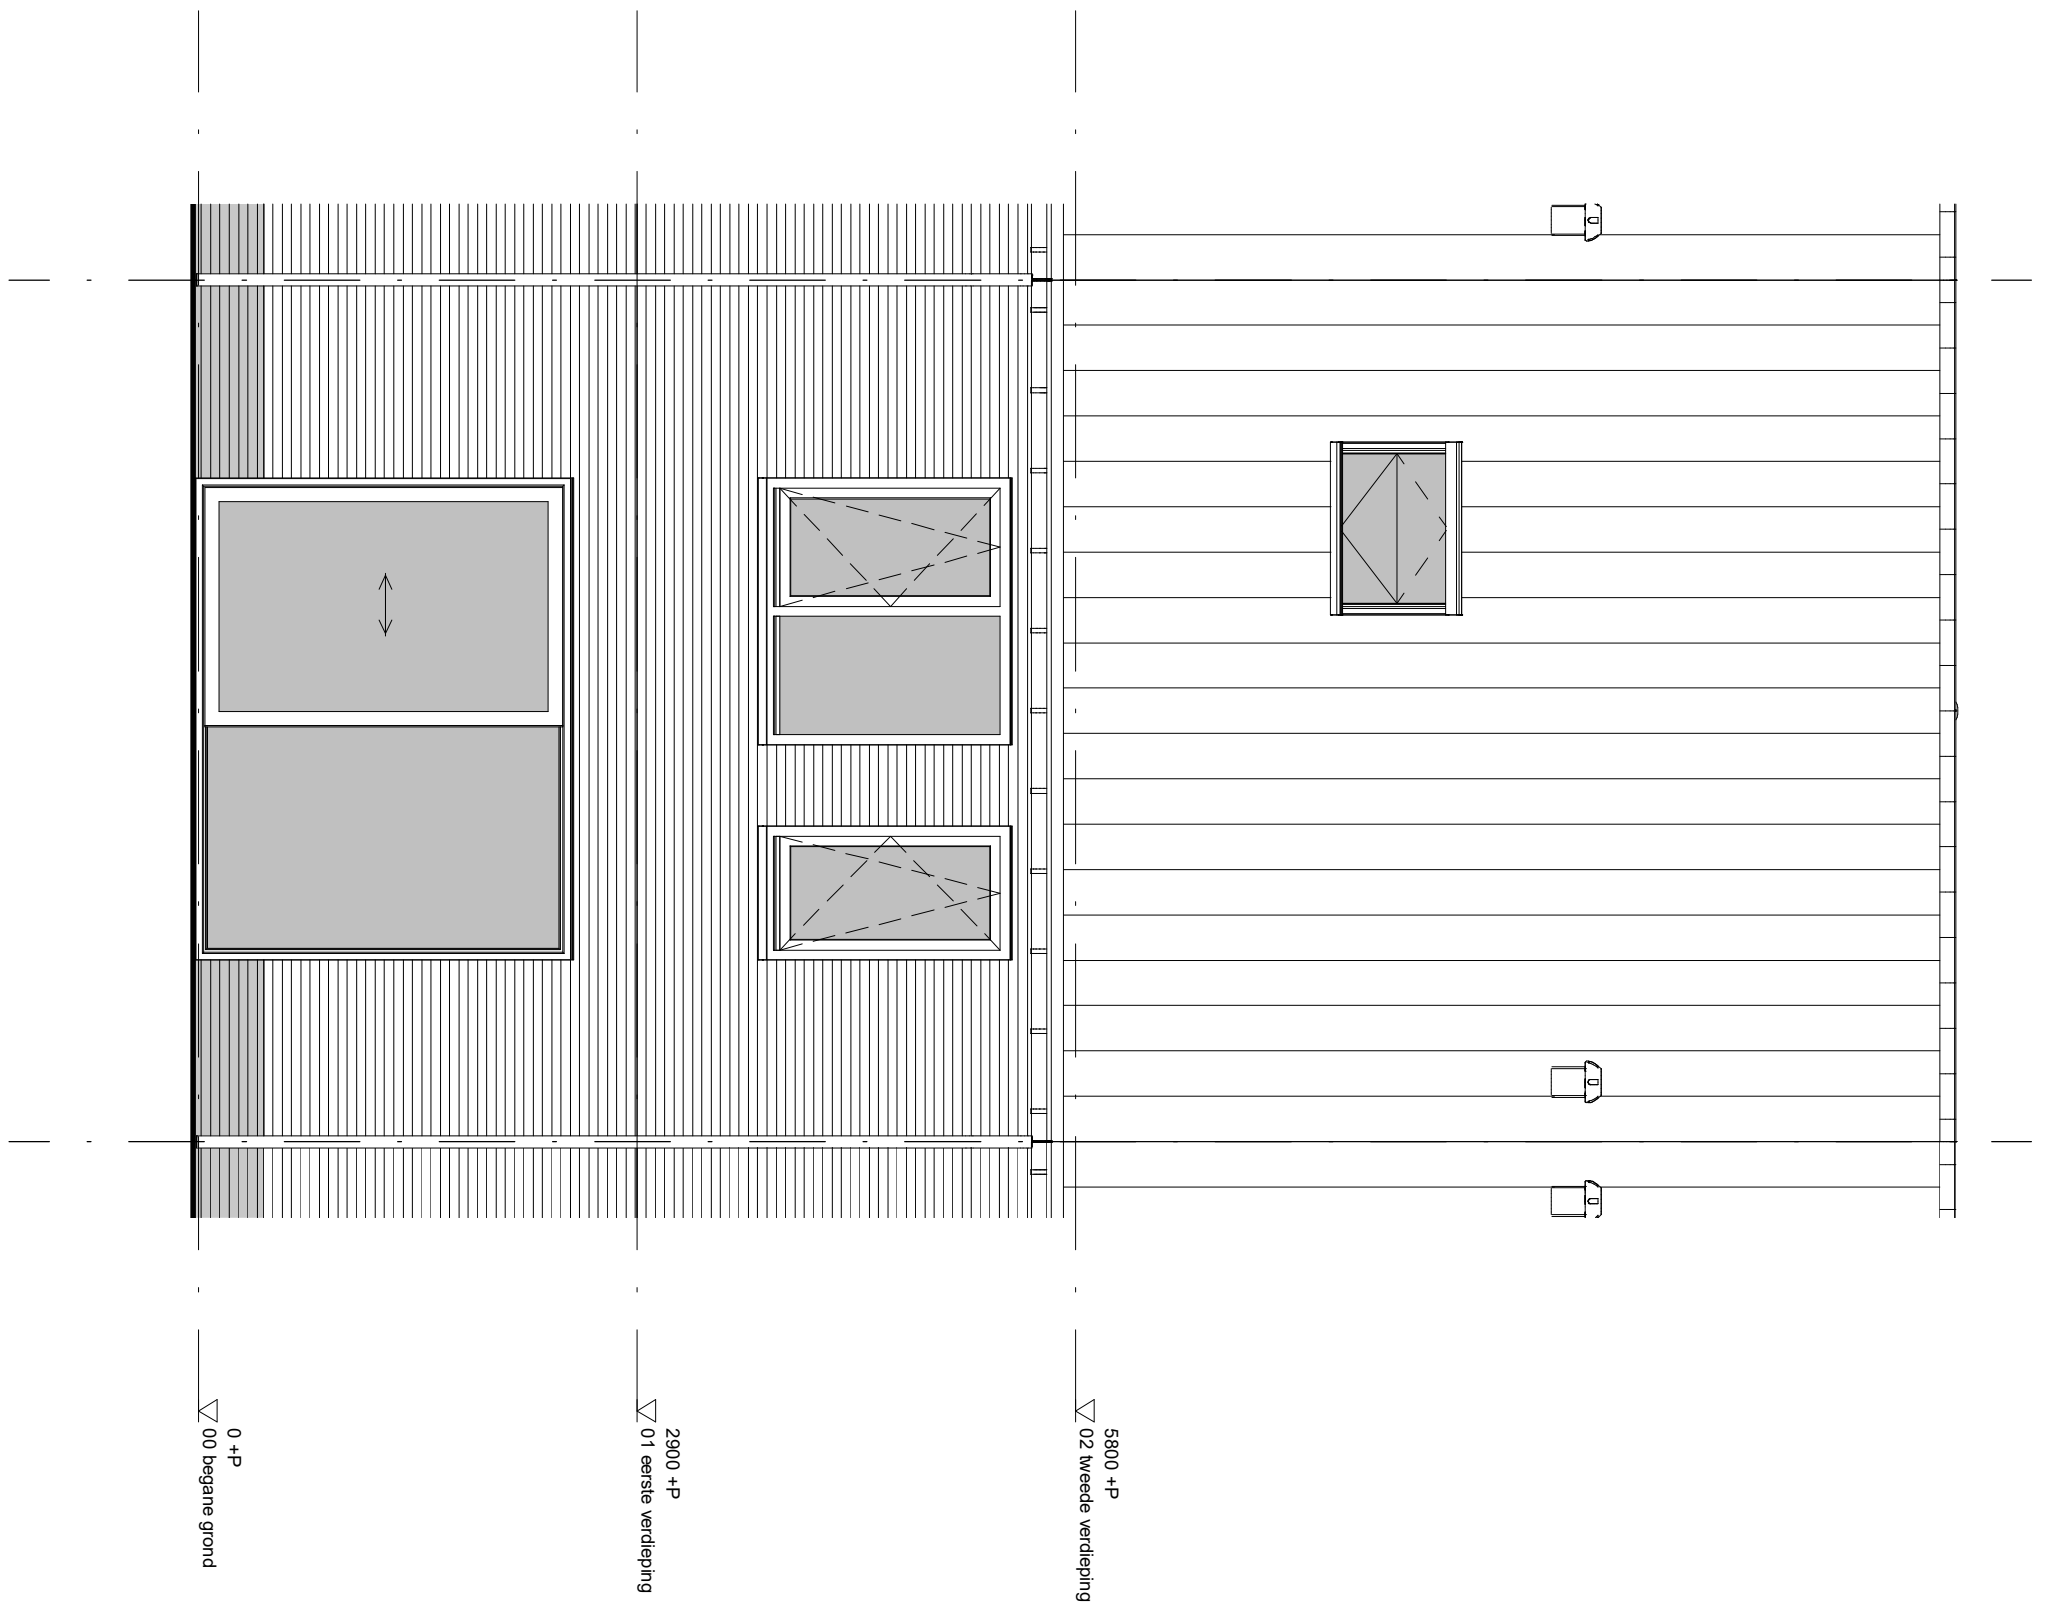 5800 +P
02 tweede verdieping
2900 +P
01 eerste verdieping
0 +P
00 begane grond